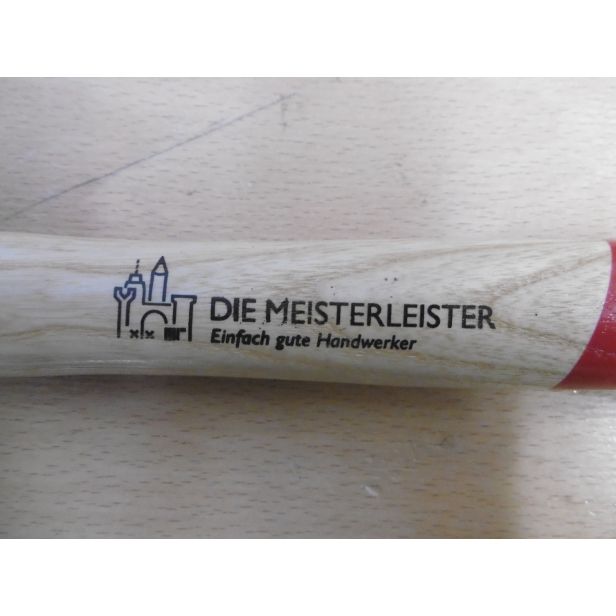 DIE MEISTERLEISTER
Einfach gute Handwerker